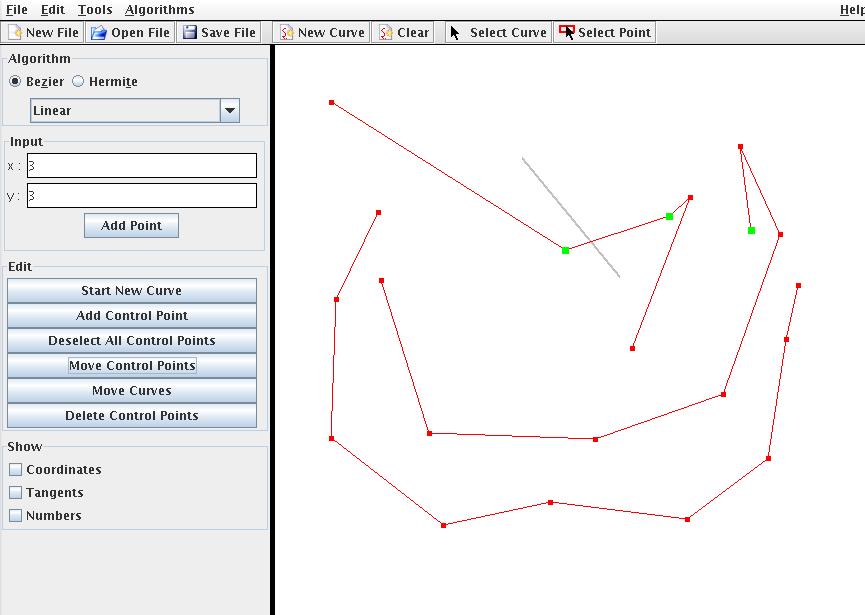 File Edit Tools Algorithms Help
New File Open File Save File New Curve Clear Select Curve Select Point
Algorithm
Bezier Hermite
Linear
Input
x : 3
y : 3
Add Point
Edit
Start New Curve
Add Control Point
Deselect All Control Points
Move Control Points
Move Curves
Delete Control Points
Show
Coordinates
Tangents
Numbers